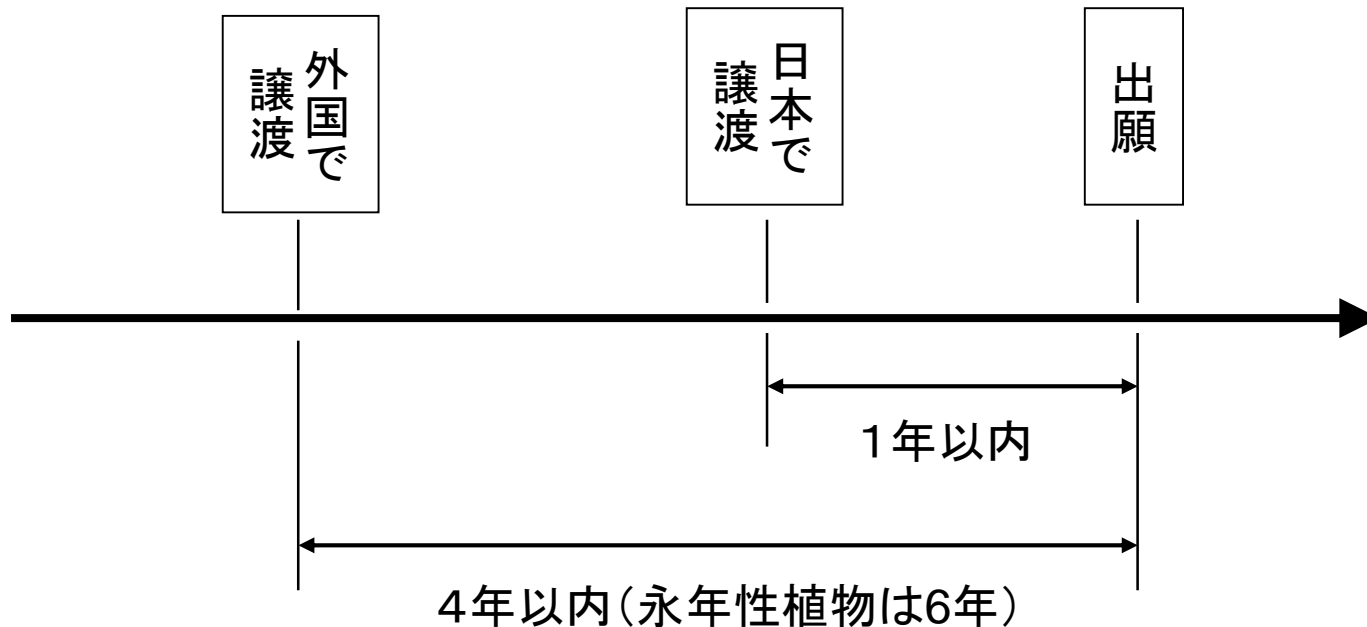 外国で
譲渡
日本で
譲渡
出願
1年以内
4年以内(永年性植物は6年)